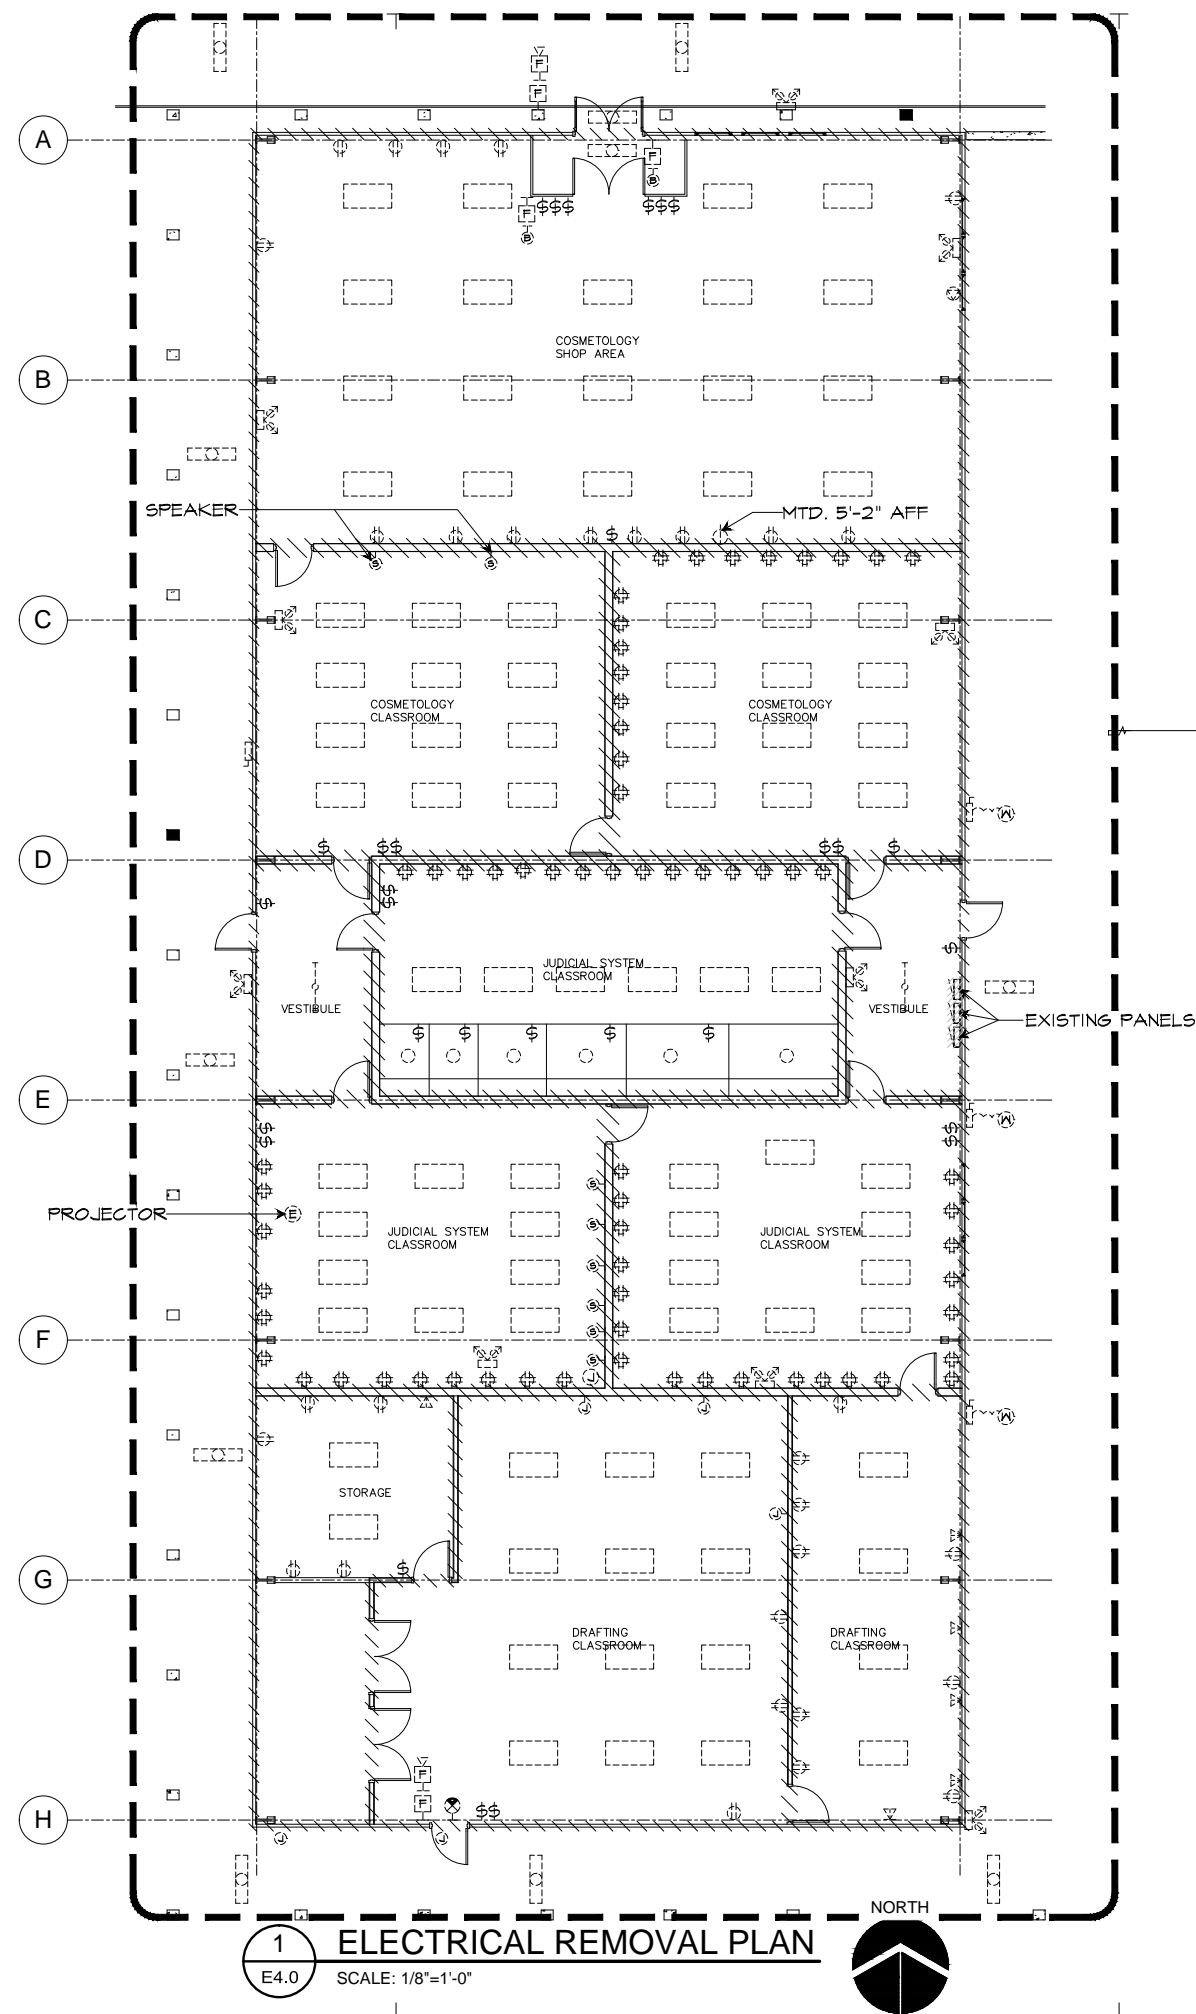 F
F
A
F
B
$$$
$$$
F
B
COSMETOLOGY
SHOP AREA
B
SPEAKER
MTD. 5'-2" AFF
$
S
S
C
COSMETOLOGY
CLASSROOM
COSMETOLOGY
CLASSROOM
W
D
$
$$
$$
$
$$
$
$
JUDICIAL SYSTEM
CLASSROOM
VESTIBULE
VESTIBULE
EXISTING PANELS
$
$
$
$
$
E
W
$$
$$
S
PROJECTOR
E
S
JUDICIAL SYSTEM
CLASSROOM
JUDICIAL SYSTEM
CLASSROOM
S
S
F
S
S
J
V
V
W
STORAGE
V
$
G
DRAFTING
CLASSROOM
DRAFTING
CLASSROOM
F
F
$$
H
V
V
NORTH
1
ELECTRICAL REMOVAL PLAN
E4.0
SCALE: 1/8"=1'-0"